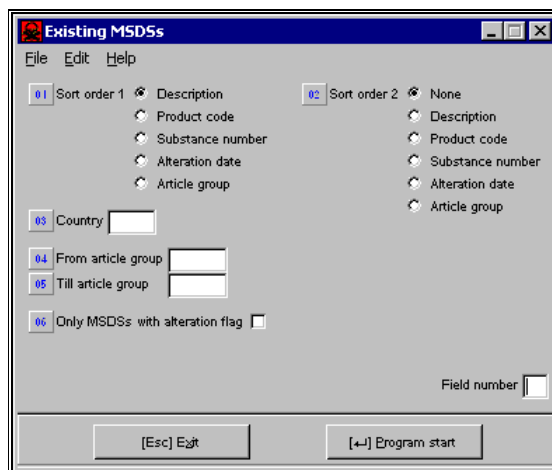 Existing MSDSs
File Edit Help
01 Sort order 1 Description 02 Sort order 2 None
Product code Description
Substance number Product code
Alteration date Substance number
Article group Alteration date
Article group
03 Country
04 From article group
05 Till article group
06 Only MSDSs with alteration flag
Field number
[Esc] Exit [↵] Program start